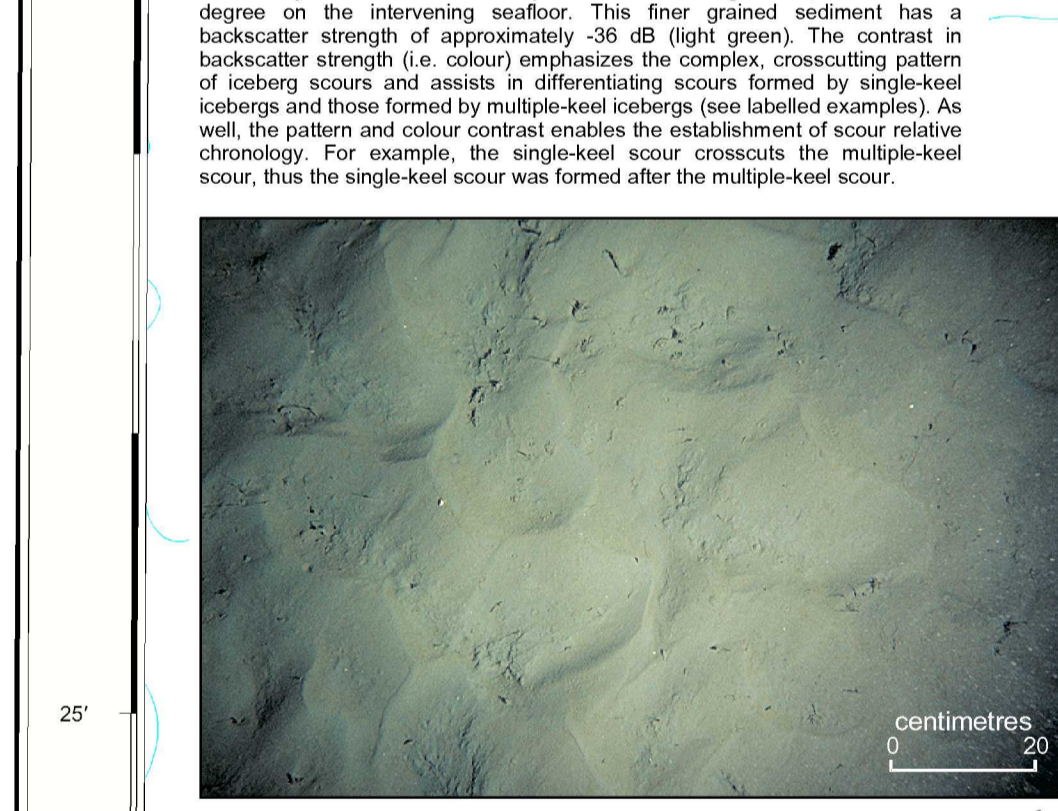 degree on the intervening seafloor. This finer grained sediment has a
backscatter strength of approximately -36 dB (light green). The contrast in
backscatter strength (i.e. colour) emphasizes the complex, crosscutting pattern
of iceberg scours and assists in differentiating scours formed by single-keel
icebergs and those formed by multiple-keel icebergs (see labelled examples). As
well, the pattern and colour contrast enables the establishment of scour relative
chronology. For example, the single-keel scour crosscuts the multiple-keel
scour, thus the single-keel scour was formed after the multiple-keel scour.
25′
centimetres
0 20